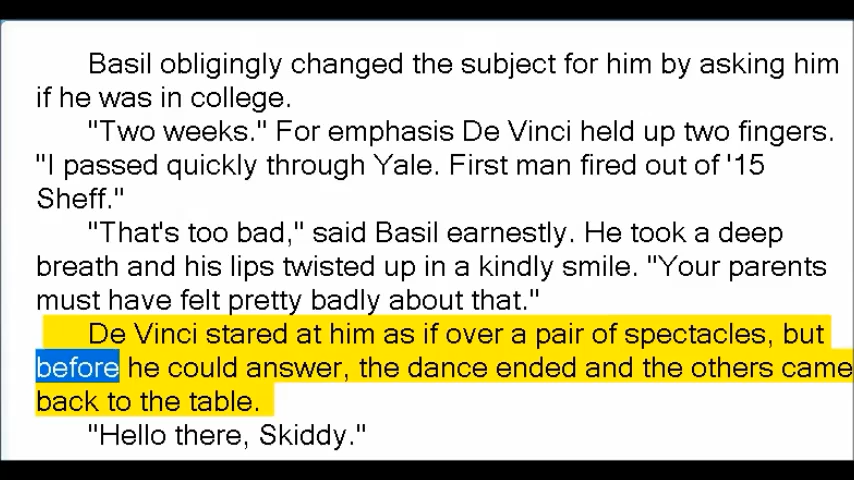 Basil obligingly changed the subject for him by asking him
if he was in college.
"Two weeks." For emphasis De Vinci held up two fingers.
"I passed quickly through Yale. First man fired out of '15
Sheff."
"That's too bad," said Basil earnestly. He took a deep
breath and his lips twisted up in a kindly smile. "Your parents
must have felt pretty badly about that."
De Vinci stared at him as if over a pair of spectacles, but
before he could answer, the dance ended and the others came
back to the table.
"Hello there, Skiddy."